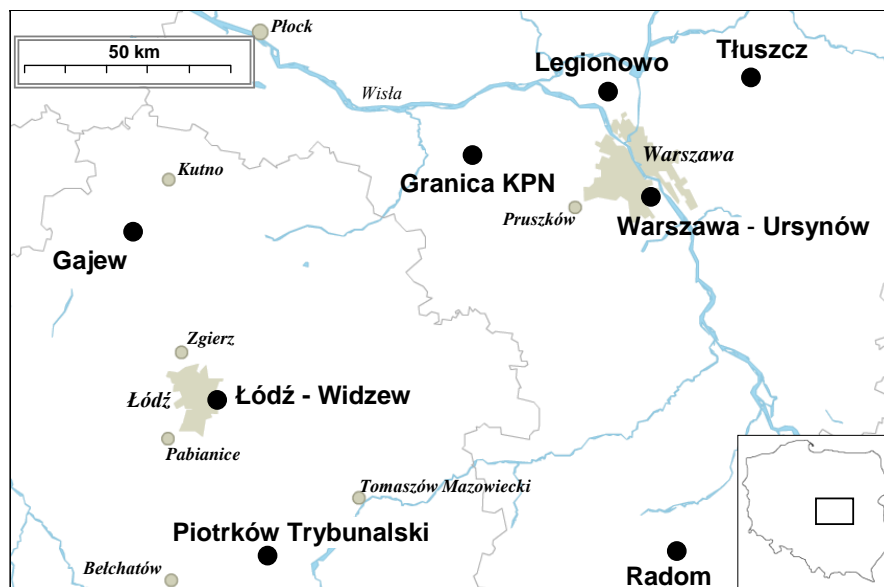 Płock
50 km
Legionowo
Tłuszcz
Wisła
Warszawa
Granica KPN
Kutno
Pruszków
Warszawa - Ursynów
Gajew
Zgierz
Łódź
Łódź - Widzew
Pabianice
Tomaszów Mazowiecki
Piotrków Trybunalski
Bełchatów
Radom